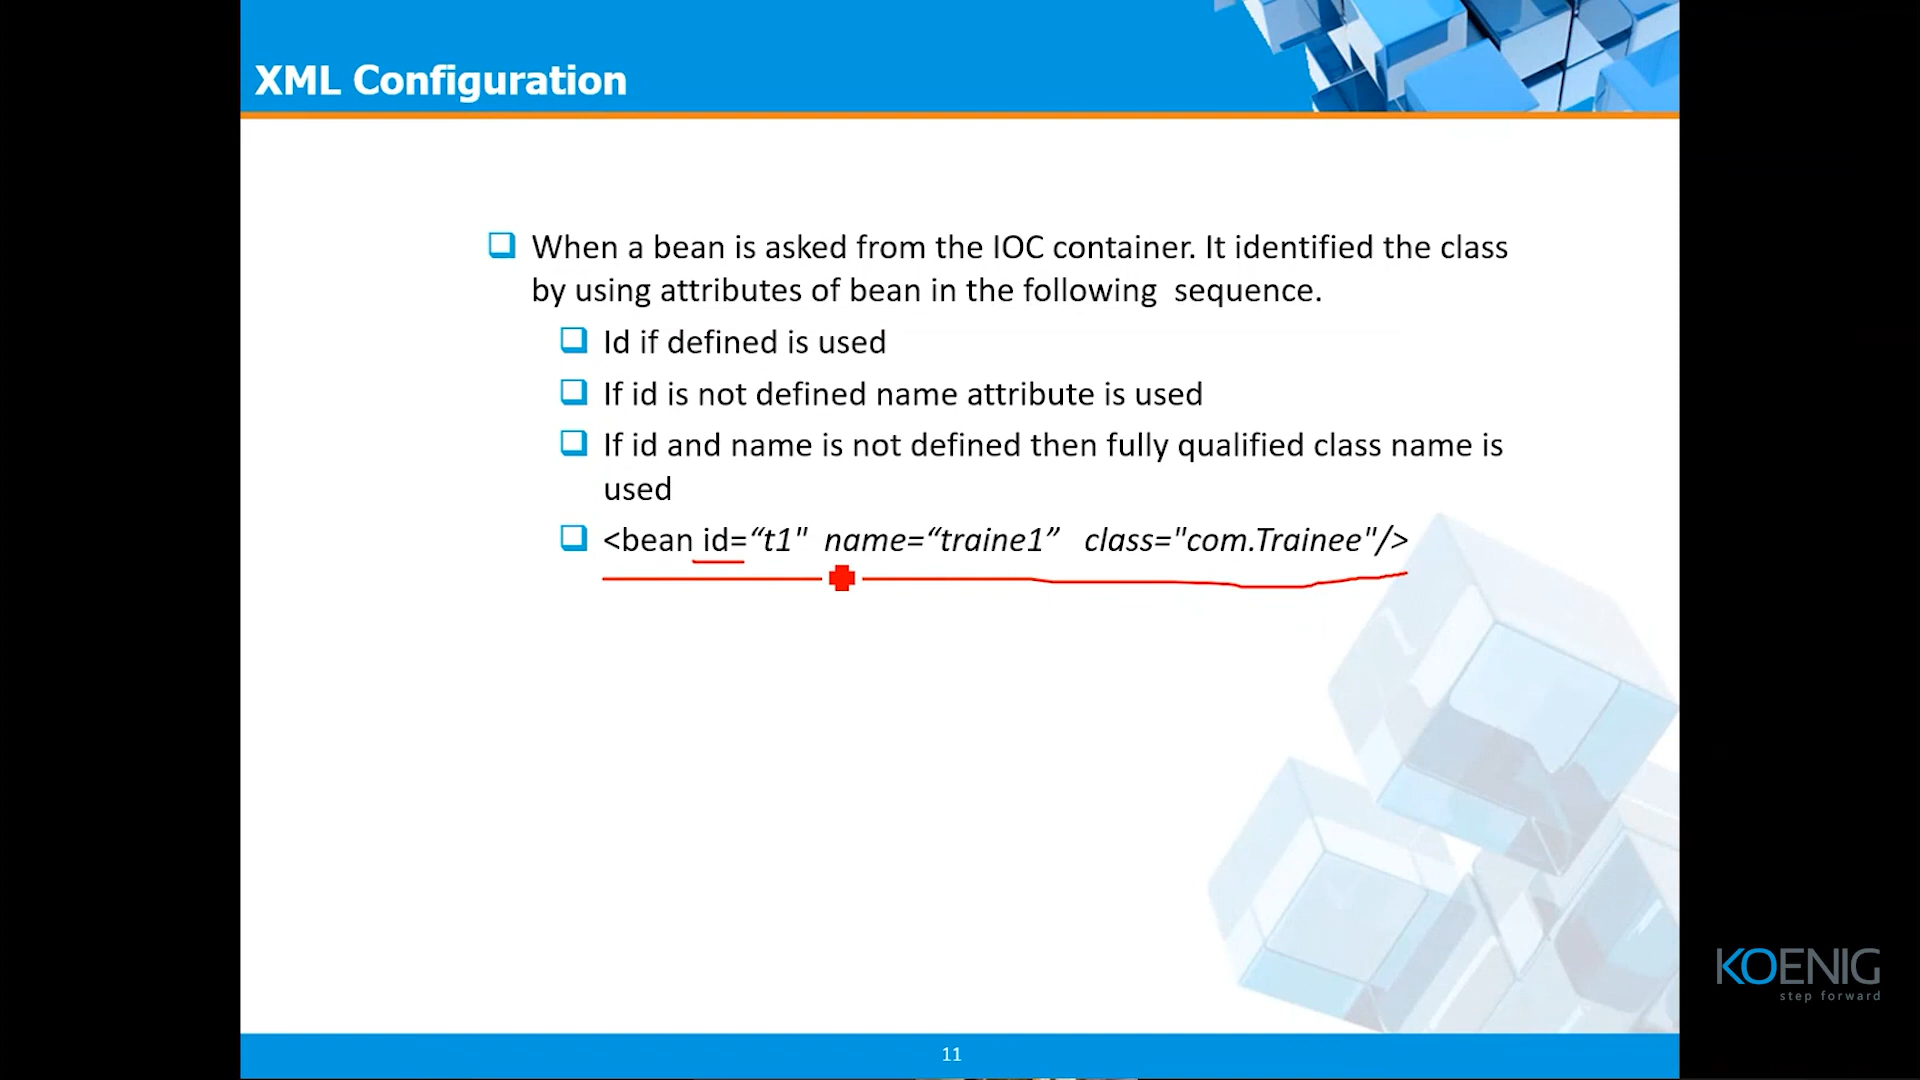 XML Configuration
When a bean is asked from the IOC container. It identified the class
by using attributes of bean in the following  sequence.
Id if defined is used
If id is not defined name attribute is used
If id and name is not defined then fully qualified class name is
used
<bean id=“t1"  name=“traine1”   class="com.Trainee"/>
KOENIG
step forward
11